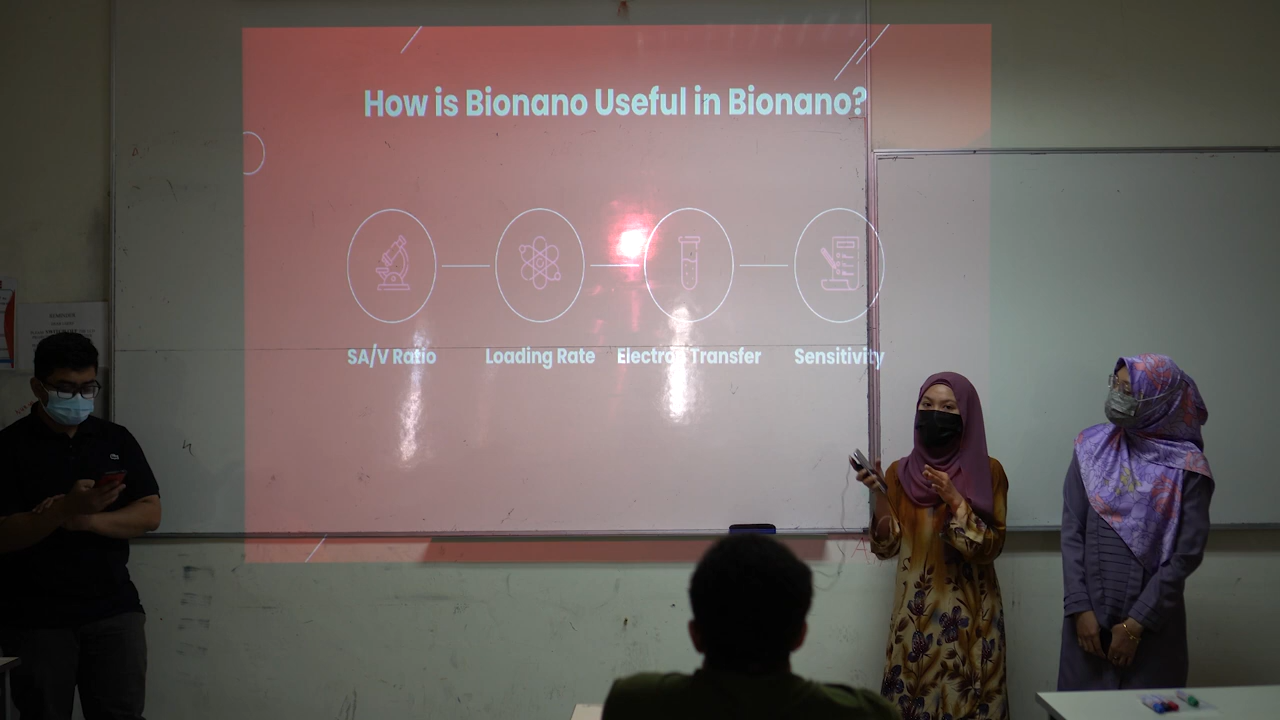 How is Bionano Useful in Bionano?
SA/V Ratio
Loading Rate
Electron Transfer
Sensitivity